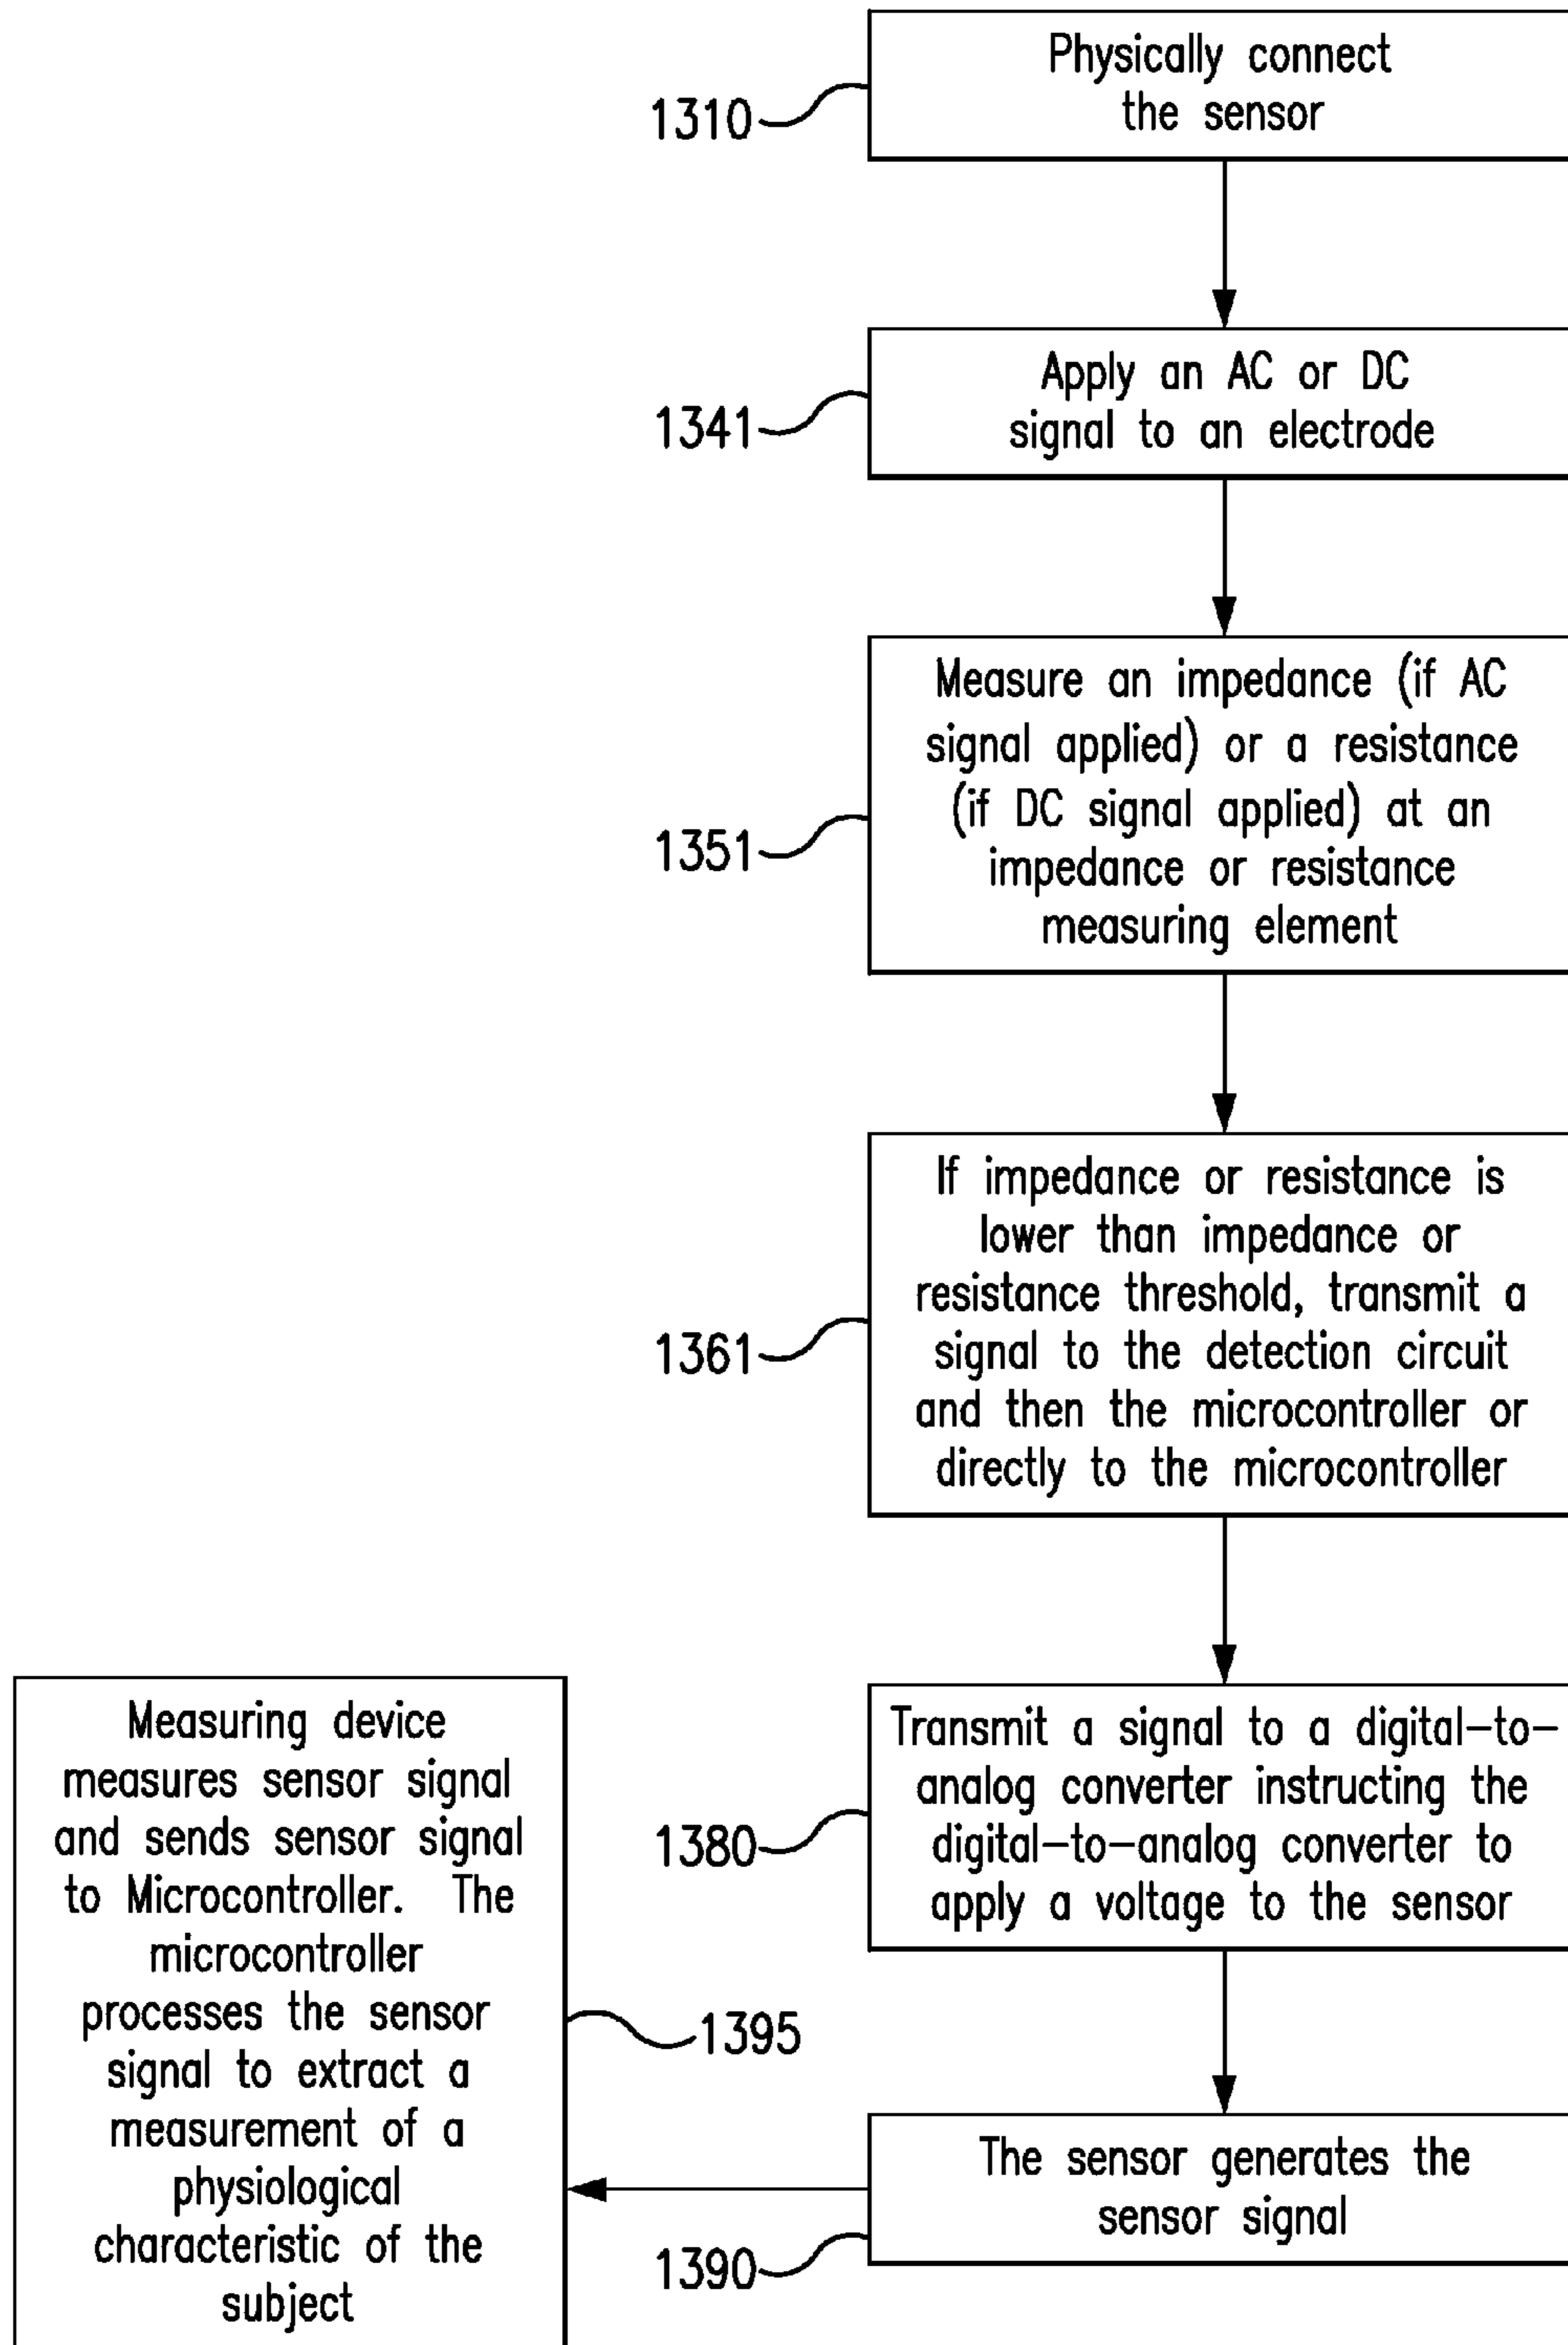 Physically connect
the sensor
1310
Apply an AC or DC
signal to an electrode
1341
Measure an impedance (if AC
signal applied) or a resistance
(if DC signal applied) at an
impedance or resistance
measuring element
1351
If impedance or resistance is
lower than impedance or
resistance threshold, transmit a
signal to the detection circuit
and then the microcontroller or
directly to the microcontroller
1361
Transmit a signal to a digital-to-
analog converter instructing the
digital-to-analog converter to
apply a voltage to the sensor
1380
The sensor generates the
sensor signal
1390
Measuring device
measures sensor signal
and sends sensor signal
to Microcontroller. The
microcontroller
processes the sensor
signal to extract a
measurement of a
physiological
characteristic of the
subject
1395